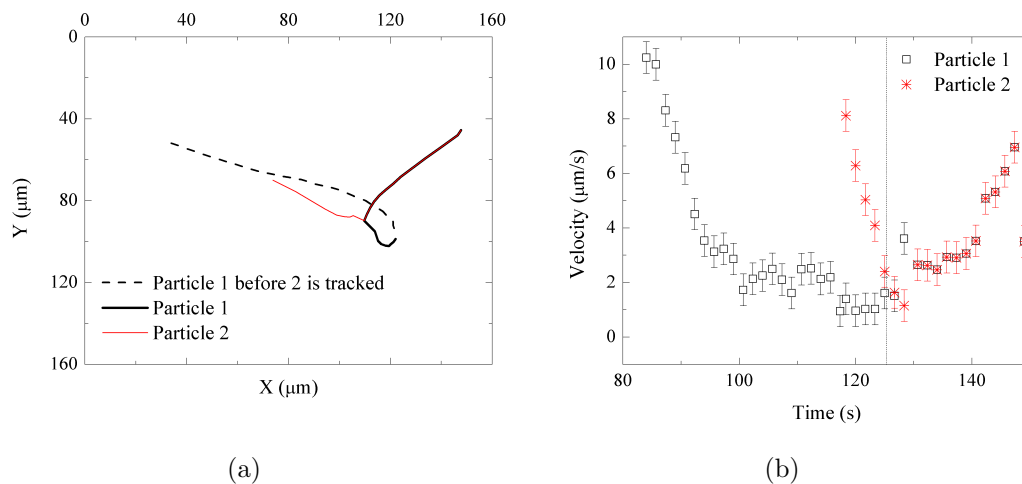 0 40 80 120 160
0
40
80
120
160
Y (μm)
X (μm)
Particle 1 before 2 is tracked
Particle 1
Particle 2
(a)
10
8
6
4
2
0
80 100 120 140
Velocity (μm/s)
Time (s)
Particle 1
Particle 2
(b)